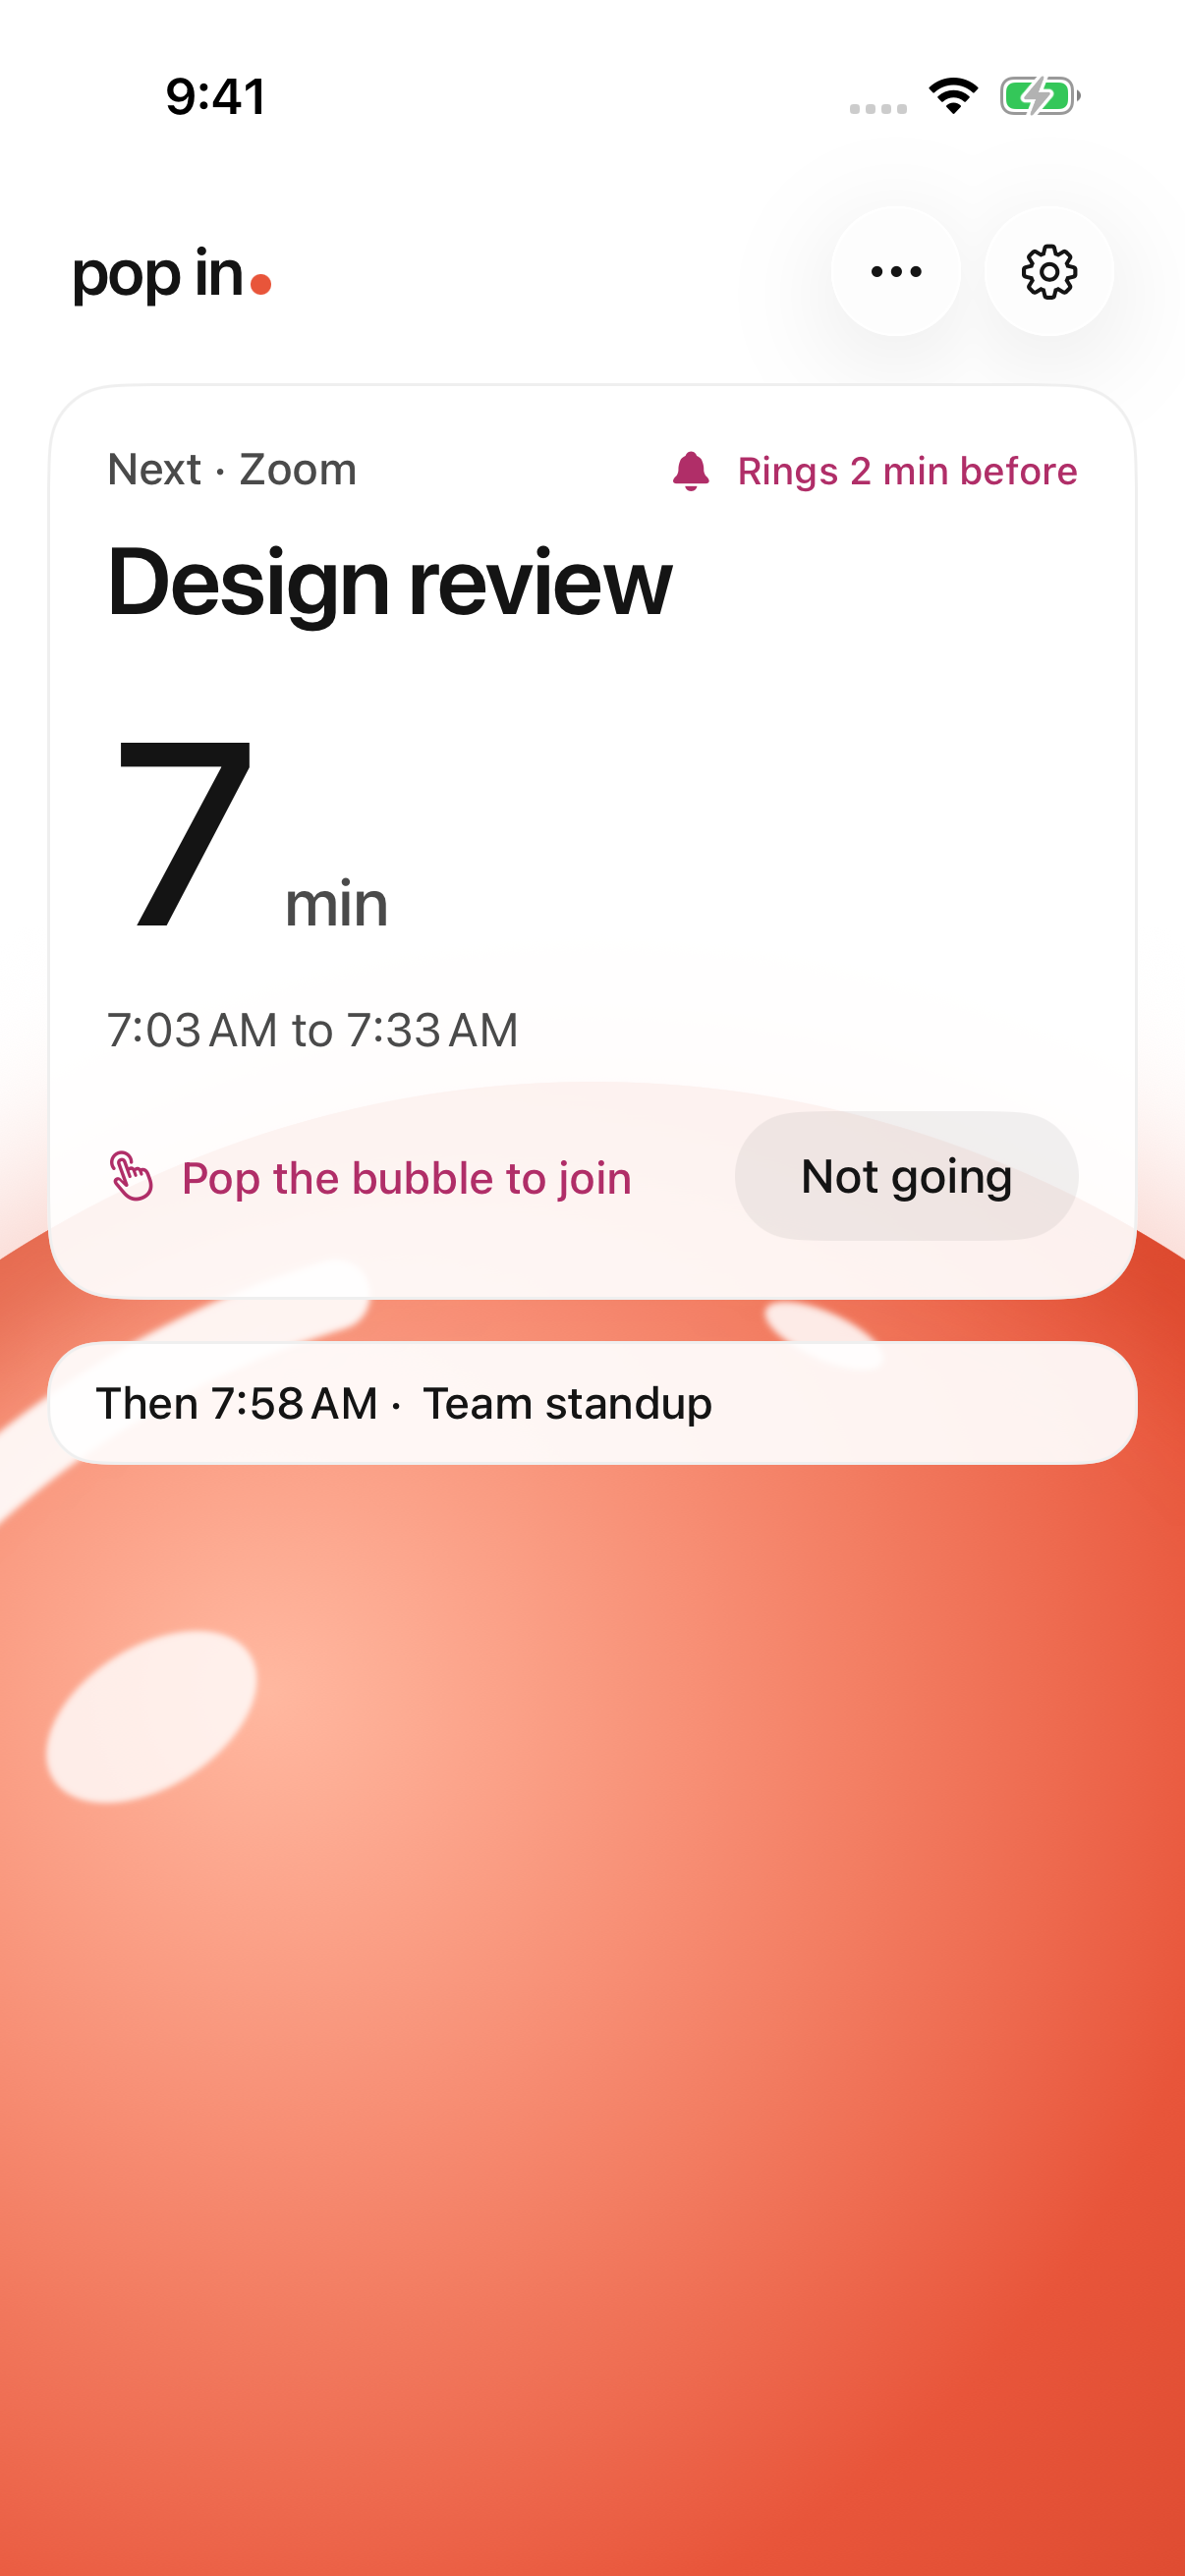 9:41
pop in.
Next · Zoom
Rings 2 min before
Design review
7 min
7:03 AM to 7:33 AM
Pop the bubble to join
Not going
Then 7:58 AM · Team standup